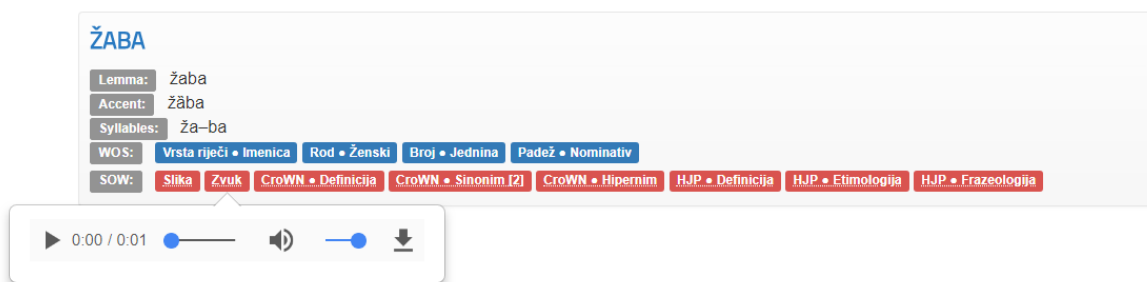 ŽABA
Lemma: žaba
Accent: žȁba
Syllables: ža–ba
WOS: Vrsta riječi • Imenica Rod • Ženski Broj • Jednina Padež • Nominativ
SOW: Slika Zvuk CroWN • Definicija CroWN • Sinonim [2] CroWN • Hipernim HJP • Definicija HJP • Etimologija HJP • Frazeologija
0:00 / 0:01